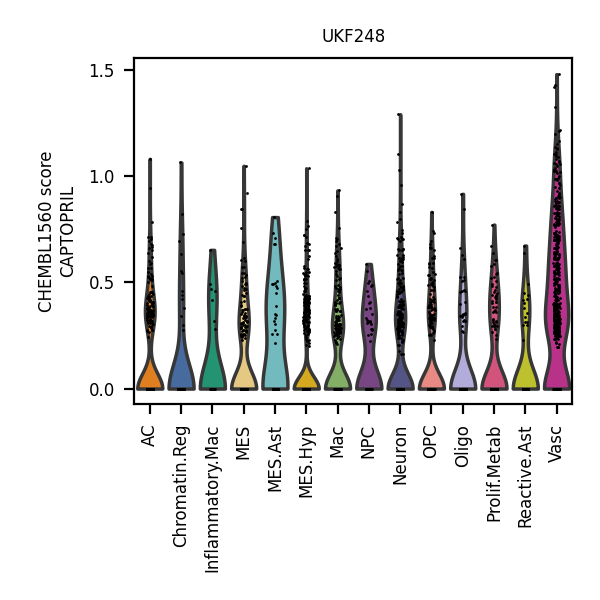 UKF248
CHEMBL1560 score
CAPTOPRIL
1.5
1.0
0.5
0.0
AC
Chromatin.Reg
Inflammatory.Mac
MES
MES.Ast
MES.Hyp
Mac
NPC
Neuron
OPC
Oligo
Prolif.Metab
Reactive.Ast
Vasc